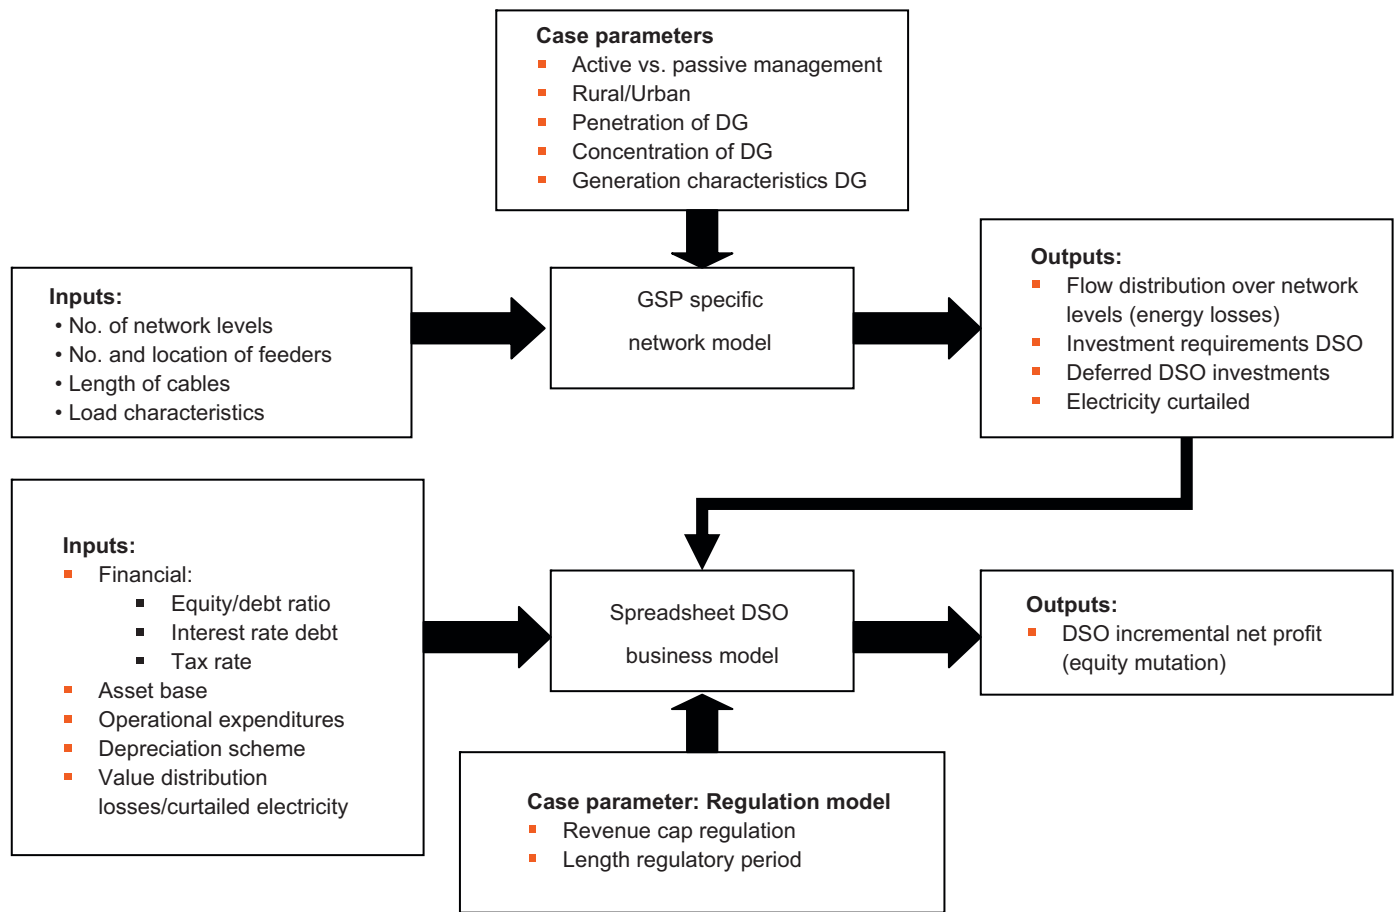 Case parameters
▪ Active vs. passive management
▪ Rural/Urban
▪ Penetration of DG
▪ Concentration of DG
▪ Generation characteristics DG
Inputs:
• No. of network levels
• No. and location of feeders
• Length of cables
• Load characteristics
GSP specific
network model
Outputs:
▪ Flow distribution over network
levels (energy losses)
▪ Investment requirements DSO
▪ Deferred DSO investments
▪ Electricity curtailed
Inputs:
▪ Financial:
▪ Equity/debt ratio
▪ Interest rate debt
▪ Tax rate
▪ Asset base
▪ Operational expenditures
▪ Depreciation scheme
▪ Value distribution
losses/curtailed electricity
Spreadsheet DSO
business model
Outputs:
▪ DSO incremental net profit
(equity mutation)
Case parameter: Regulation model
▪ Revenue cap regulation
▪ Length regulatory period